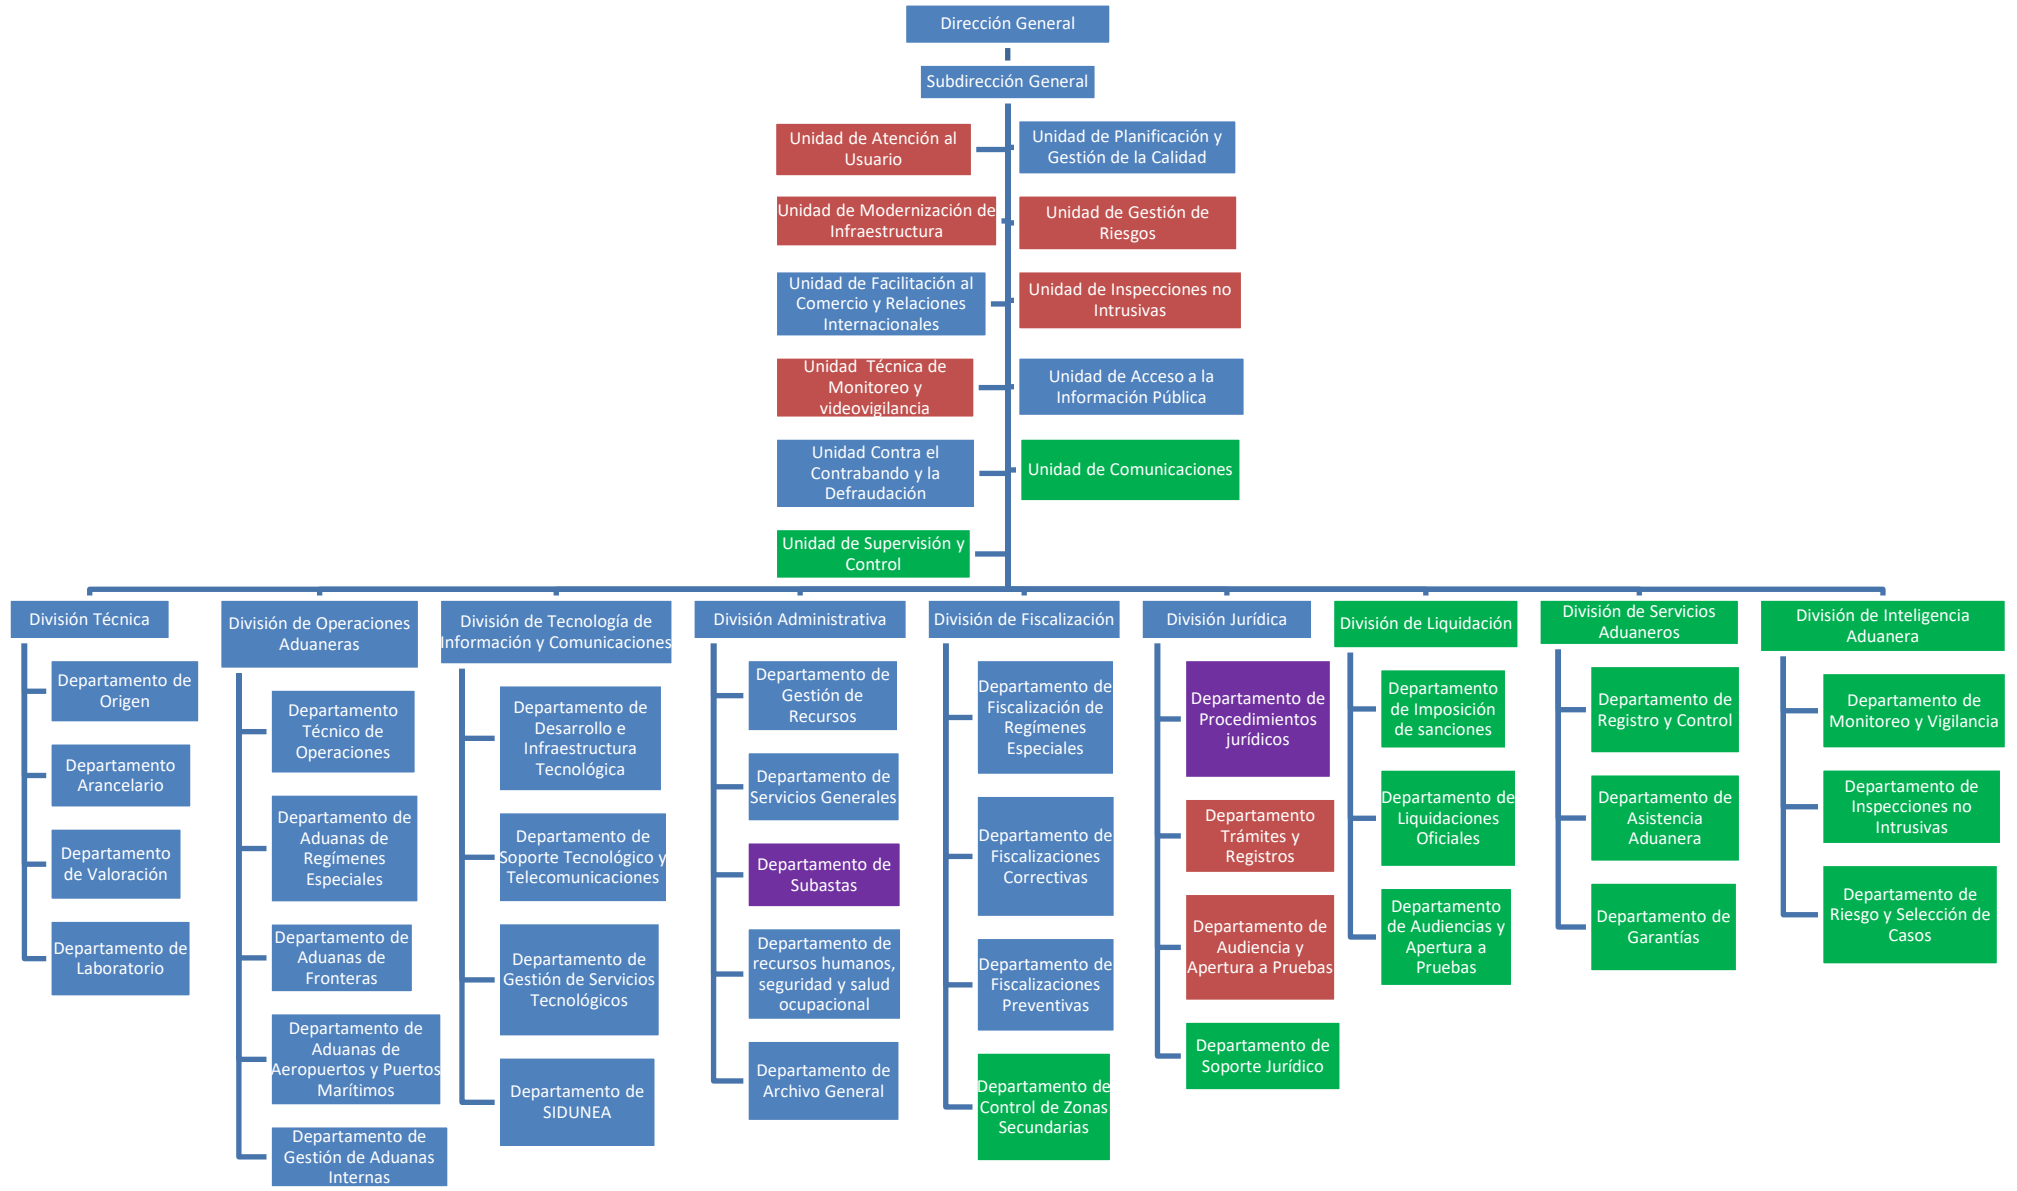 Dirección General
Subdirección General
Unidad de Atención al
Usuario
Unidad de Planificación y
Gestión de la Calidad
Unidad de Modernización de
Infraestructura
Unidad de Gestión de
Riesgos
Unidad de Facilitación al
Comercio y Relaciones
Internacionales
Unidad de Inspecciones no
Intrusivas
Unidad Técnica de
Monitoreo y
videovigilancia
Unidad de Acceso a la
Información Pública
Unidad Contra el
Contrabando y la
Defraudación
Unidad de Comunicaciones
Unidad de Supervisión y
Control
División Técnica
Departamento de
Origen
Departamento
Arancelario
Departamento
de Valoración
Departamento de
Laboratorio
División de Operaciones
Aduaneras
Departamento
Técnico de
Operaciones
Departamento de
Aduanas de
Regímenes
Especiales
Departamento de
Aduanas de
Fronteras
Departamento de
Aduanas de
Aeropuertos y Puertos
Marítimos
Departamento de
Gestión de Aduanas
Internas
División de Tecnología de
Información y Comunicaciones
Departamento de
Desarrollo e
Infraestructura
Tecnológica
Departamento de
Soporte Tecnológico y
Telecomunicaciones
Departamento de
Gestión de Servicios
Tecnológicos
Departamento de
SIDUNEA
División Administrativa
Departamento de
Gestión de
Recursos
Departamento de
Servicios Generales
Departamento de
Subastas
Departamento de
recursos humanos,
seguridad y salud
ocupacional
Departamento de
Archivo General
División de Fiscalización
Departamento de
Fiscalización de
Regímenes
Especiales
Departamento de
Fiscalizaciones
Correctivas
Departamento de
Fiscalizaciones
Preventivas
Departamento de
Control de Zonas
Secundarias
División Jurídica
Departamento de
Procedimientos
jurídicos
Departamento
Trámites y
Registros
Departamento de
Audiencia y
Apertura a Pruebas
Departamento de
Soporte Jurídico
División de Liquidación
Departamento
de Imposición
de sanciones
Departamento de
Liquidaciones
Oficiales
Departamento
de Audiencias y
Apertura a
Pruebas
División de Servicios
Aduaneros
Departamento de
Registro y Control
Departamento de
Asistencia
Aduanera
Departamento de
Garantías
División de Inteligencia
Aduanera
Departamento de
Monitoreo y Vigilancia
Departamento de
Inspecciones no
Intrusivas
Departamento de
Riesgo y Selección de
Casos